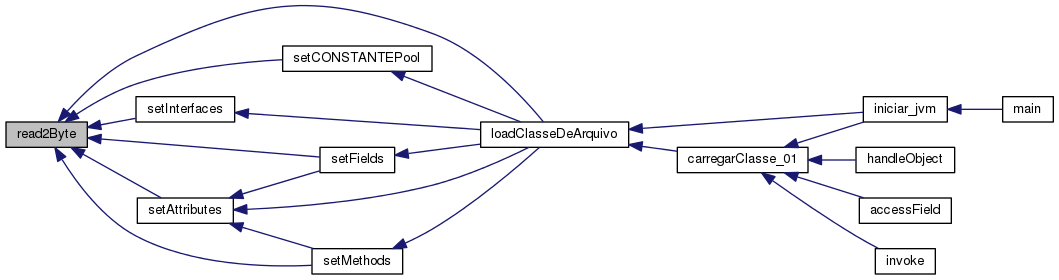 read2Byte
setCONSTANTEPool
setInterfaces
setFields
setAttributes
setMethods
loadClasseDeArquivo
iniciar_jvm
main
carregarClasse_01
handleObject
accessField
invoke